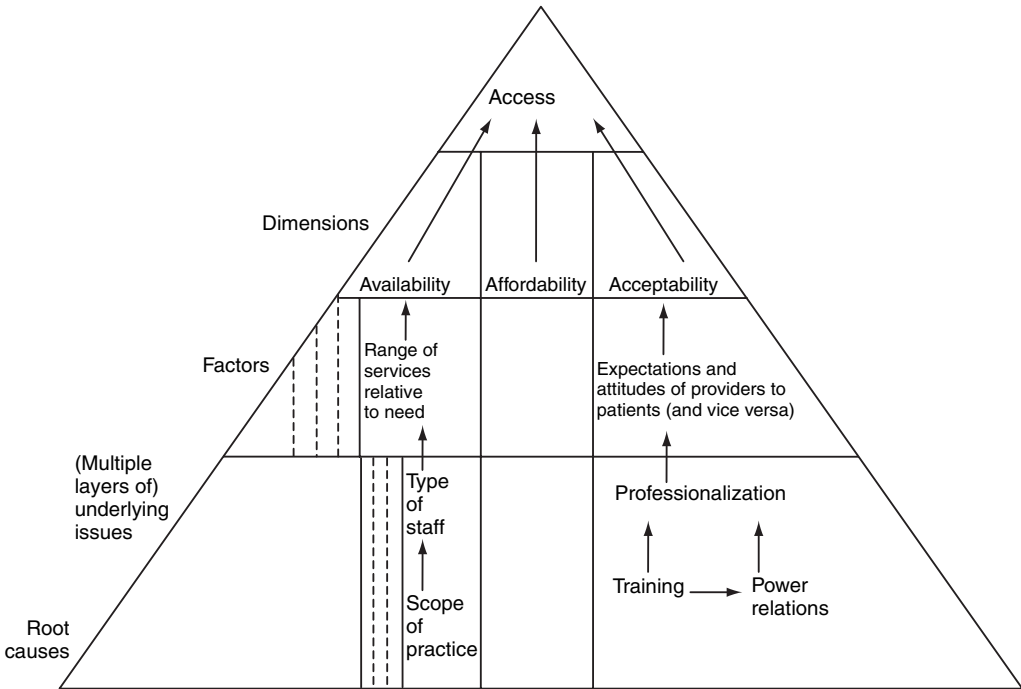 Access
Dimensions
Availability
Affordability
Acceptability
Factors
Range of
services
relative
to need
Expectations and
attitudes of providers to
patients (and vice versa)
(Multiple
layers of)
underlying
issues
Type
of
staff
Professionalization
Training
Power
relations
Root
causes
Scope
of
practice